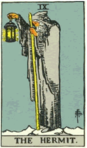 IX
THE HERMIT.